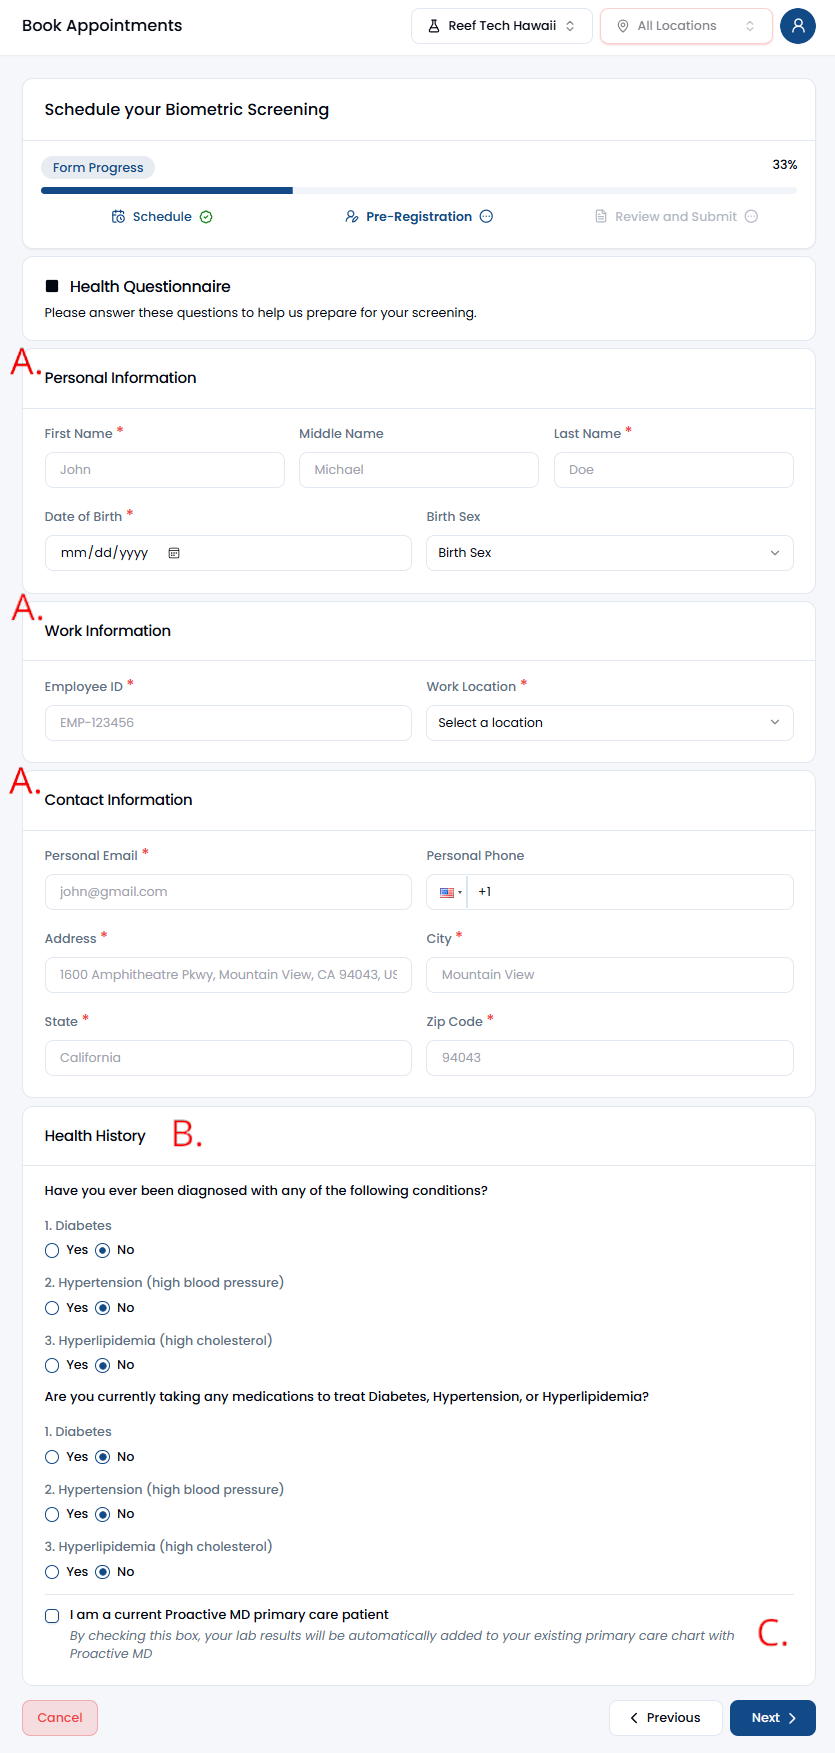 Book Appointments
Reef Tech Hawaii
All Locations
Schedule your Biometric Screening
Form Progress
33%
Schedule
Pre-Registration
Review and Submit
Health Questionnaire
Please answer these questions to help us prepare for your screening.
A.
Personal Information
First Name * Middle Name Last Name *
John Michael Doe
Date of Birth * Birth Sex
mm/dd/yyyy Birth Sex
A.
Work Information
Employee ID * Work Location *
EMP-123456 Select a location
A.
Contact Information
Personal Email * Personal Phone
john@gmail.com +1
Address * City *
1600 Amphitheatre Pkwy, Mountain View, CA 94043, US Mountain View
State * Zip Code *
California 94043
Health History B.
Have you ever been diagnosed with any of the following conditions?
1. Diabetes
Yes No
2. Hypertension (high blood pressure)
Yes No
3. Hyperlipidemia (high cholesterol)
Yes No
Are you currently taking any medications to treat Diabetes, Hypertension, or Hyperlipidemia?
1. Diabetes
Yes No
2. Hypertension (high blood pressure)
Yes No
3. Hyperlipidemia (high cholesterol)
Yes No
I am a current Proactive MD primary care patient
By checking this box, your lab results will be automatically added to your existing primary care chart with
Proactive MD
C.
Cancel Previous Next